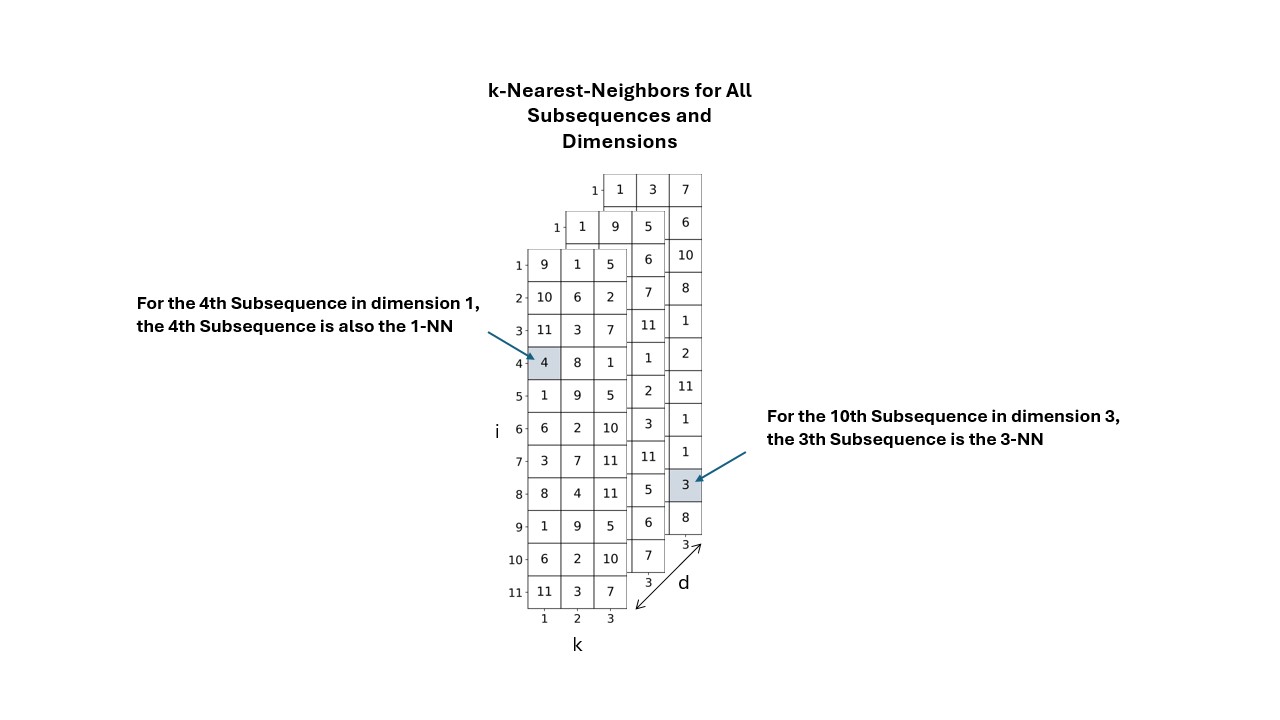 k-Nearest-Neighbors for All
Subsequences and
Dimensions
1 1 3 7
6
1 1 9 5
10
6
1 9 1 5
8
7
2 10 6 2
For the 4th Subsequence in dimension 1,
the 4th Subsequence is also the 1-NN
1
11
3 11 3 7
2
1
4 4 8 1
11
2
5 1 9 5
For the 10th Subsequence in dimension 3,
the 3th Subsequence is the 3-NN
1
3
i
6 6 2 10
1
11
7 3 7 11
3
5
8 8 4 11
8
6
9 1 9 5
3
7
10 6 2 10
3
d
11 11 3 7
1 2 3
k